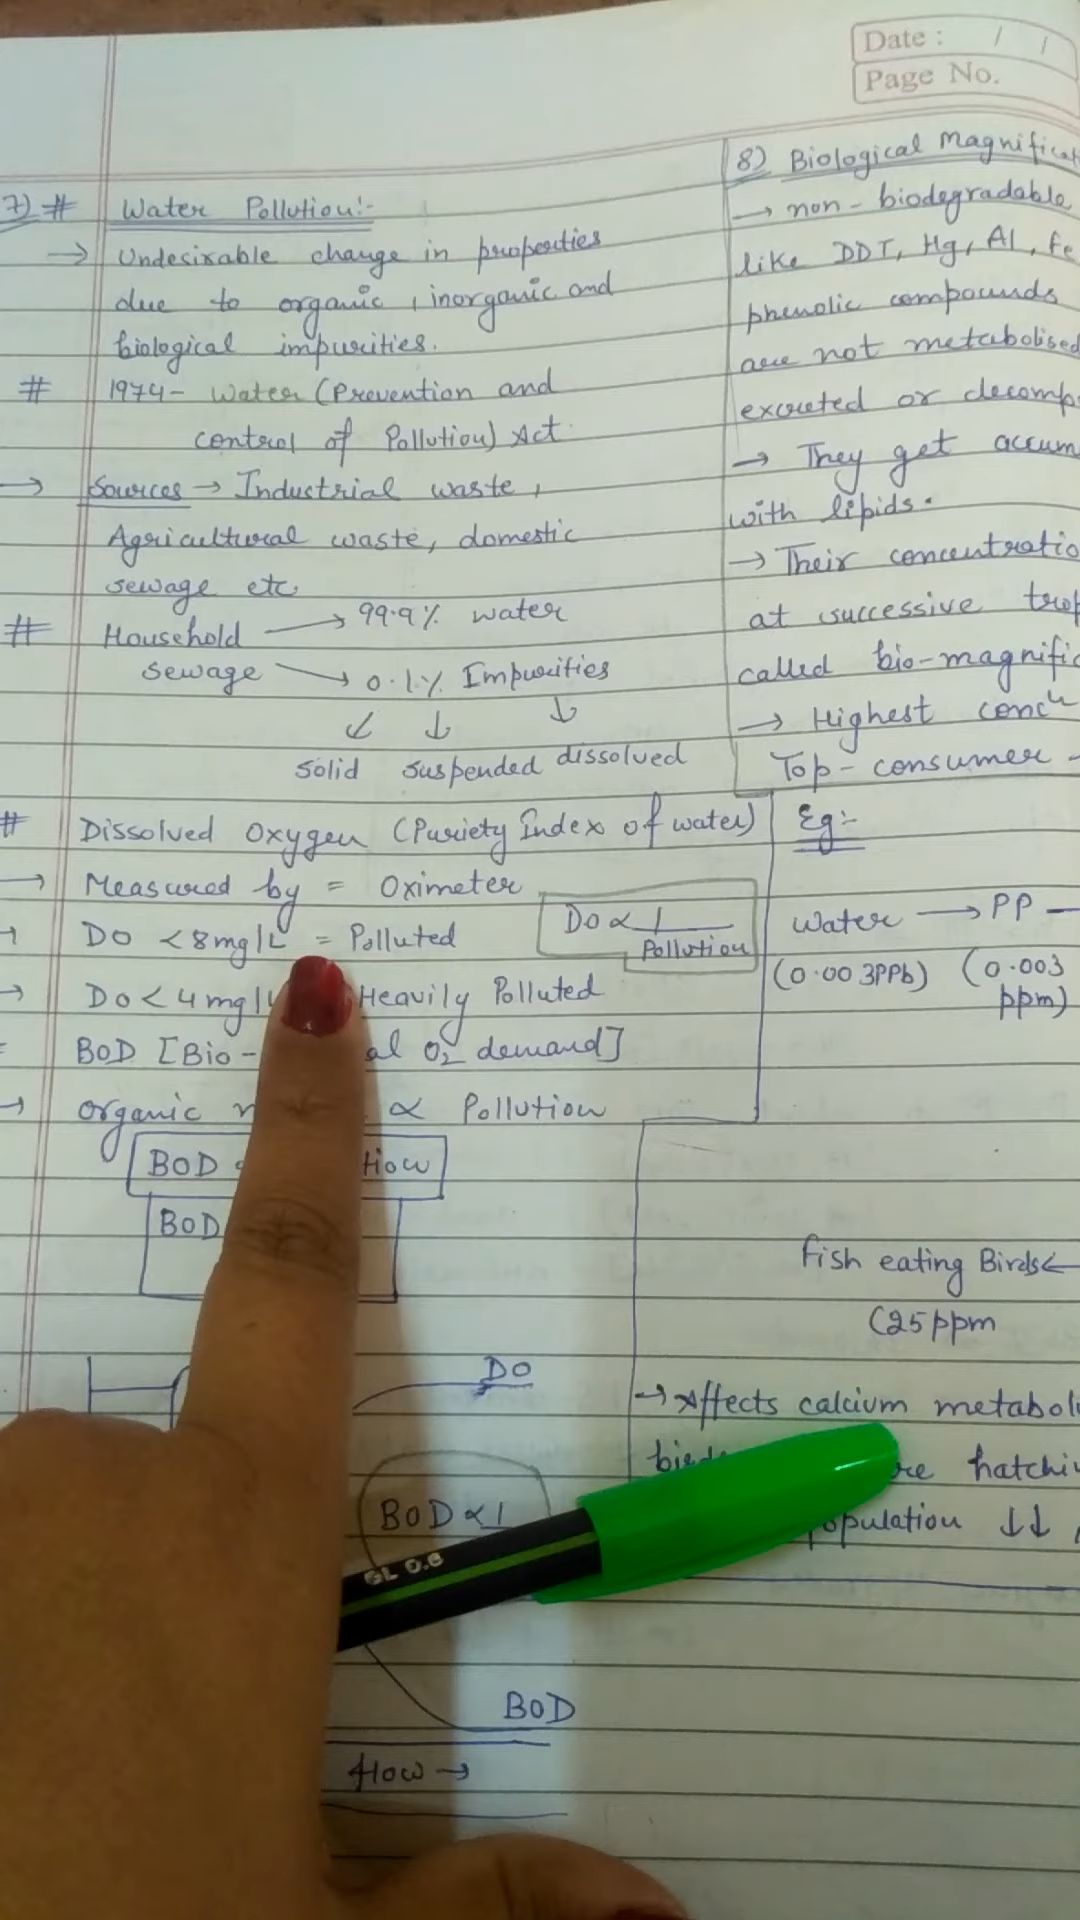 Date : / /
Page No.
7) # Water Pollution:-
→ Undesirable change in properties
due to organic, inorganic and
biological impurities.
# 1974 - Water (Prevention and
control of Pollution) Act.
→ Sources → Industrial waste,
Agricultural waste, domestic
sewage etc.
# Household → 99.9% water
sewage → 0.1% Impurities
↙ ↓ ↓
solid suspended dissolved
# Dissolved Oxygen (Puriety Index of water)
→ Measured by = Oximeter
→ DO <8mg/L = Polluted
DO ∝ 1
Pollution
→ DO <4mg/L Heavily Polluted
BOD [Bio- al O2 demand]
→ organic ∝ Pollution
BOD
BOD
DO
BOD ∝ 1
GL 0.6
BOD
flow →
8) Biological Magnificat
→ non-biodegradable
like DDT, Hg, Al, Fe
phenolic compounds
are not metabolised
excreted or decomp
→ They get accum
with lipids.
→ Their concentratio
at successive trop
called bio-magnific
→ Highest concn
Top-consumer -
Eg:-
Water → PP -
(0.003PPb) (0.003
ppm)
Fish eating Birds ←
(25ppm
→ Affects calcium metabol
hatchi
population ↓↓